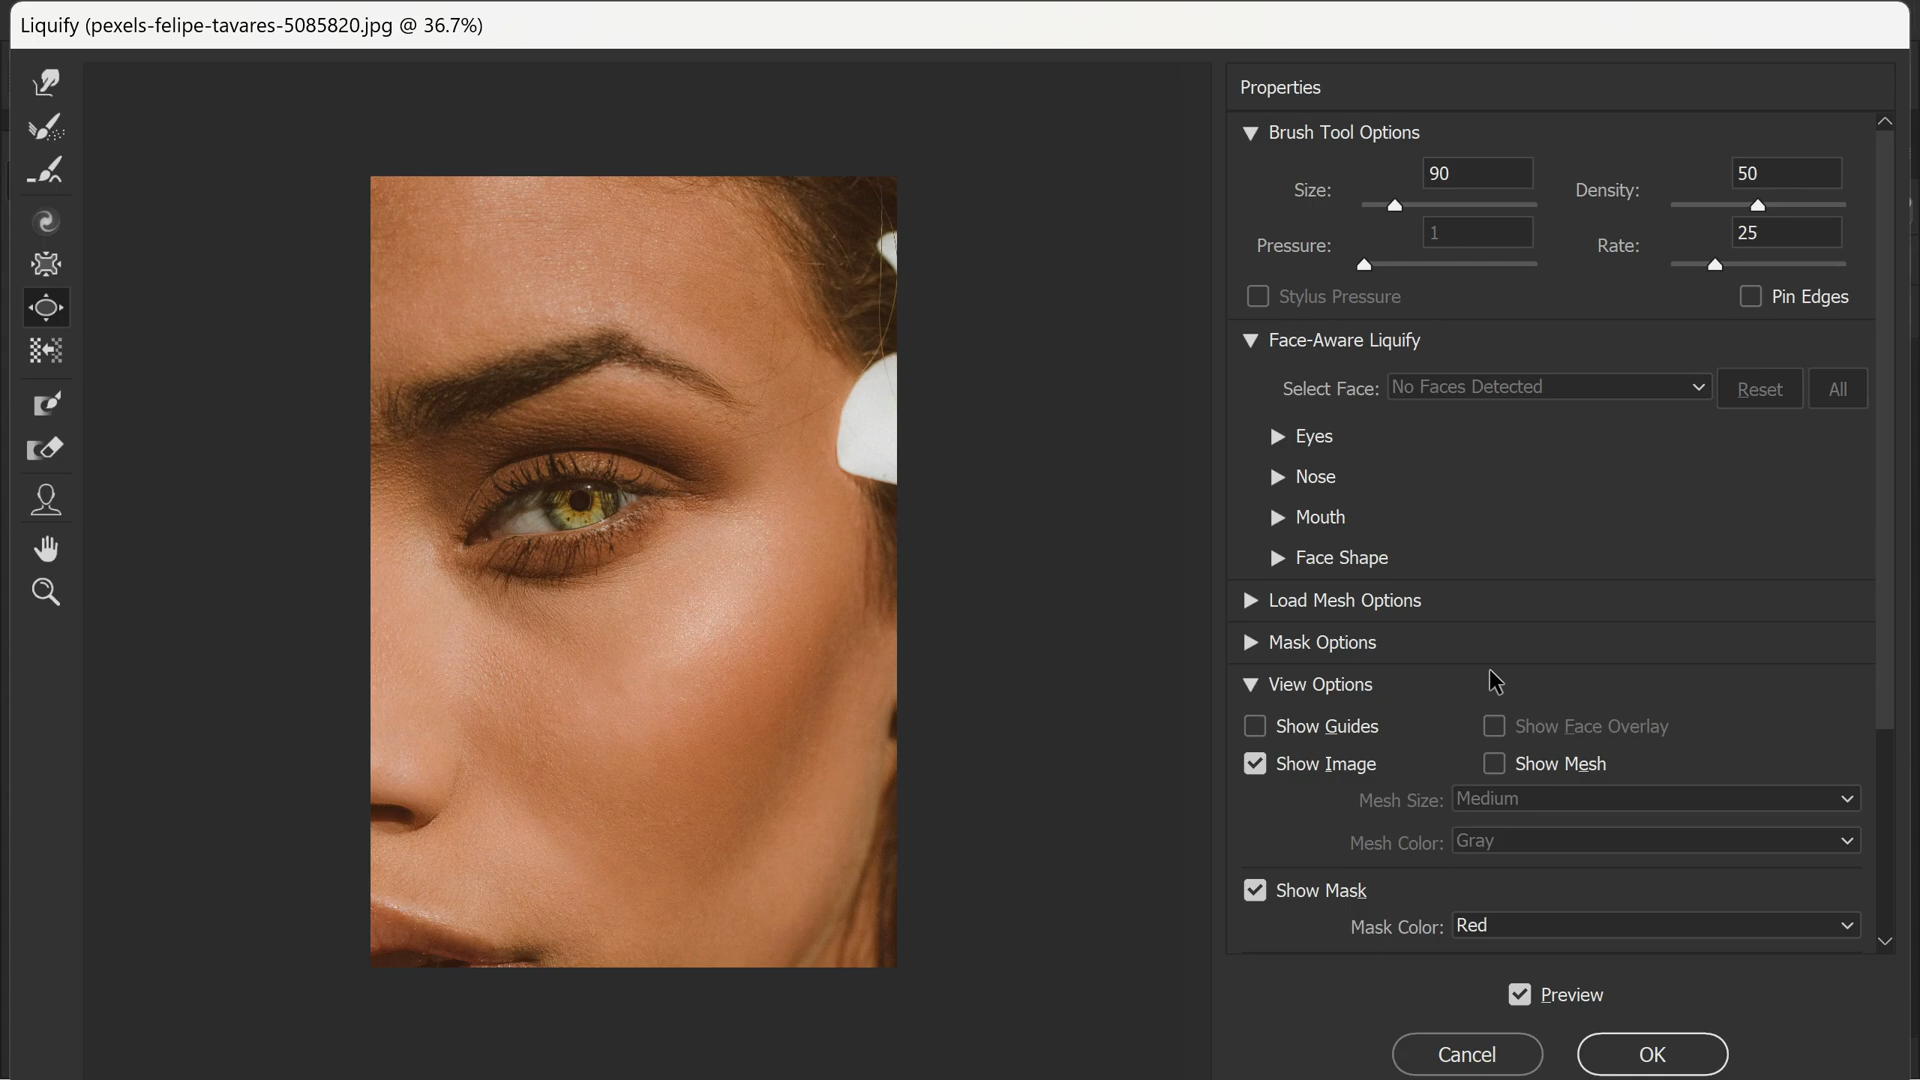 Liquify (pexels-felipe-tavares-5085820.jpg @ 36.7%)
Properties
Brush Tool Options
Size: 90 Density: 50
Pressure: 1 Rate: 25
Stylus Pressure Pin Edges
Face-Aware Liquify
Select Face: No Faces Detected Reset All
Eyes
Nose
Mouth
Face Shape
Load Mesh Options
Mask Options
View Options
Show Guides Show Face Overlay
Show Image Show Mesh
Mesh Size: Medium
Mesh Color: Gray
Show Mask
Mask Color: Red
Preview
Cancel OK